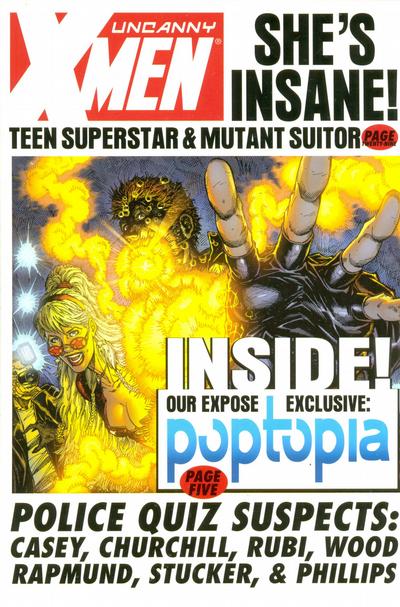 UNCANNY
X-MEN
SHE'S
INSANE!
TEEN SUPERSTAR & MUTANT SUITOR
PAGE
TWENTY-NINE
INSIDE!
OUR EXPOSE EXCLUSIVE:
poptopia
PAGE
FIVE
POLICE QUIZ SUSPECTS:
CASEY, CHURCHILL, RUBI, WOOD
RAPMUND, STUCKER, & PHILLIPS